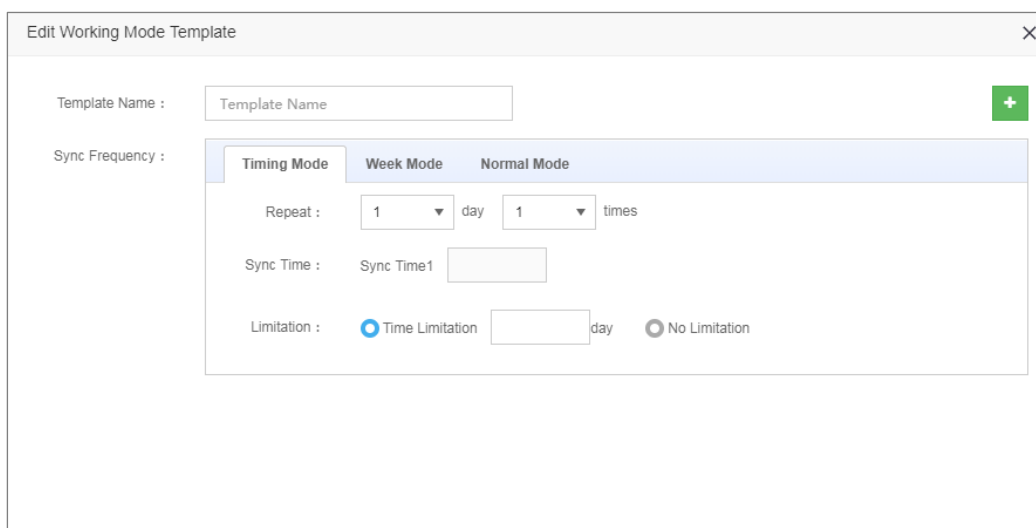 Edit Working Mode Template
Template Name : Template Name
Sync Frequency : Timing Mode Week Mode Normal Mode
Repeat : 1 day 1 times
Sync Time : Sync Time1
Limitation : Time Limitation day No Limitation